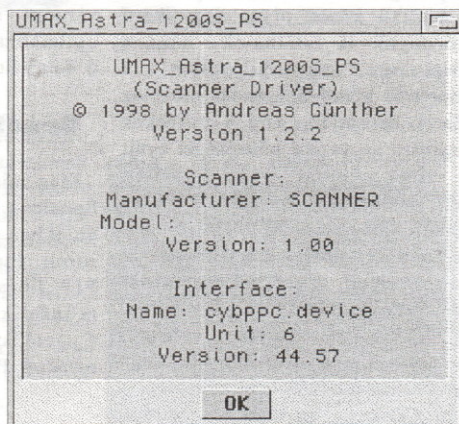 UMAX_Astra_1200S_PS
UMAX_Astra_1200S_PS
(Scanner Driver)
© 1998 by Andreas Günther
Version 1.2.2
Scanner:
Manufacturer: SCANNER
Model:
Version: 1.00
Interface:
Name: cybppc.device
Unit: 6
Version: 44.57
OK